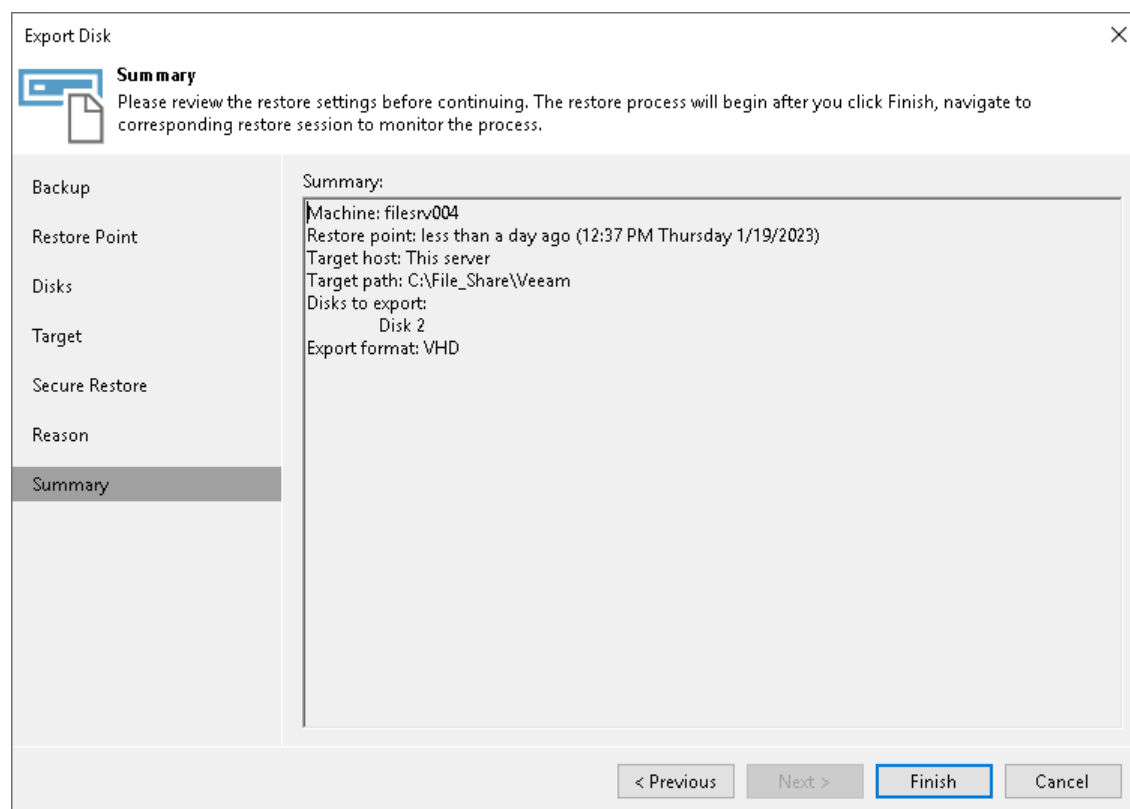 Export Disk
Summary
Please review the restore settings before continuing. The restore process will begin after you click Finish, navigate to
corresponding restore session to monitor the process.
Backup
Restore Point
Disks
Target
Secure Restore
Reason
Summary
Summary:
Machine: filesrv004
Restore point: less than a day ago (12:37 PM Thursday 1/19/2023)
Target host: This server
Target path: C:\File_Share\Veeam
Disks to export:
Disk 2
Export format: VHD
< Previous
Next >
Finish
Cancel